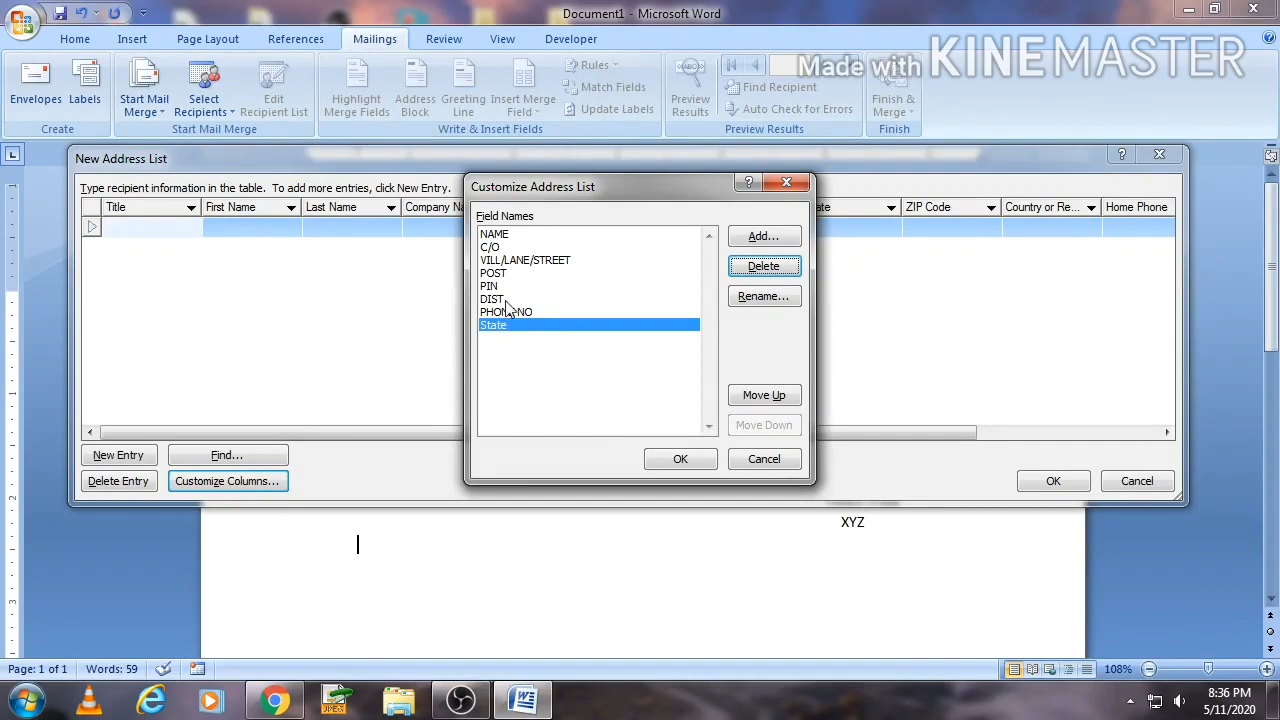 Document1 - Microsoft Word
Home Insert Page Layout References Mailings Review View Developer
Made with KINEMASTER
Envelopes Labels
Start Mail Merge Select Recipients Edit Recipient List
Highlight Merge Fields Address Block Greeting Line Insert Merge Field
Rules
Match Fields
Update Labels
Preview Results
Find Recipient
Auto Check for Errors
Finish & Merge
Create Start Mail Merge Write & Insert Fields Preview Results Finish
New Address List
Type recipient information in the table. To add more entries, click New Entry.
Title First Name Last Name Company Na ate ZIP Code Country or Re... Home Phone
Customize Address List
Field Names
NAME
C/O
VILL/LANE/STREET
POST
PIN
DIST
PHON NO
State
Add...
Delete
Rename...
Move Up
Move Down
OK Cancel
New Entry Find...
Delete Entry Customize Columns...
OK Cancel
XYZ
1
2
3
Page: 1 of 1 Words: 59 108%
8:36 PM
5/11/2020